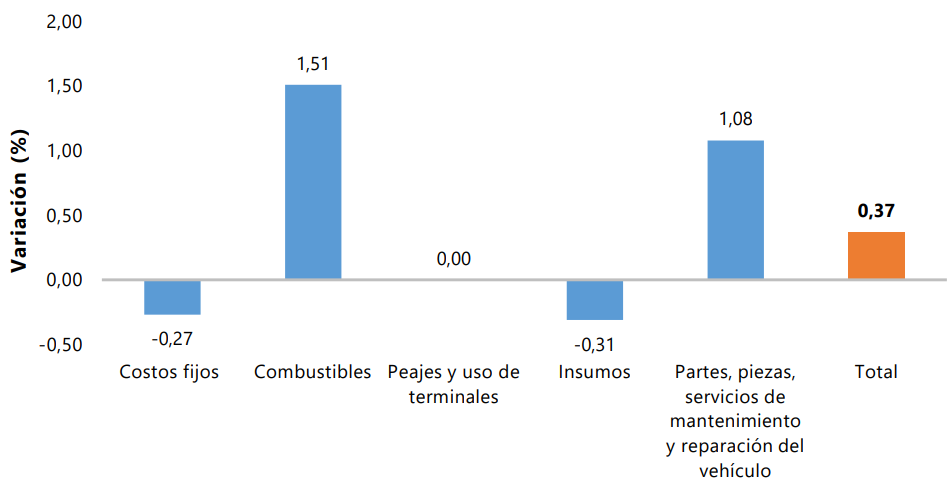 2,00
1,50
1,00
0,50
0,00
-0,50
Variación (%)
-0,27
1,51
0,00
-0,31
1,08
0,37
Costos fijos
Combustibles
Peajes y uso de
terminales
Insumos
Partes, piezas,
servicios de
mantenimiento
y reparación del
vehículo
Total